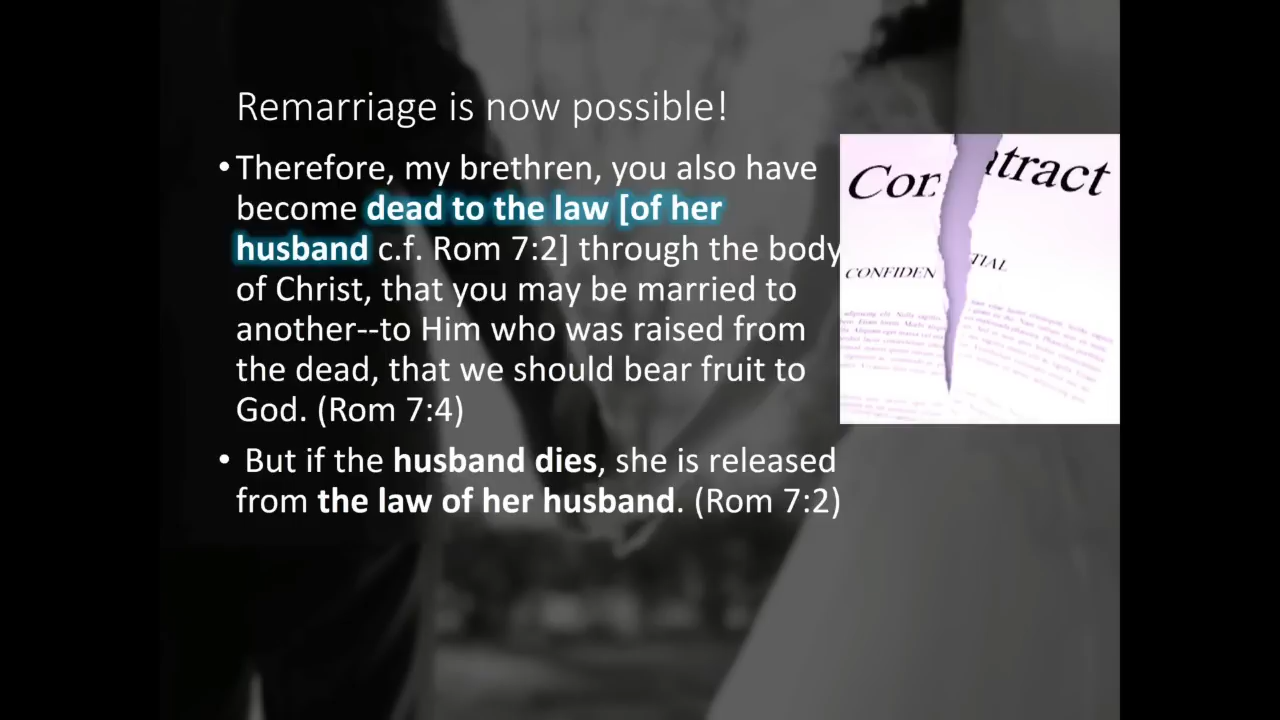 Remarriage is now possible!
•Therefore, my brethren, you also have
become dead to the law [of her
husband c.f. Rom 7:2] through the body
of Christ, that you may be married to
another--to Him who was raised from
the dead, that we should bear fruit to
God. (Rom 7:4)
• But if the husband dies, she is released
from the law of her husband. (Rom 7:2)
Con tract
CONFIDEN TIAL